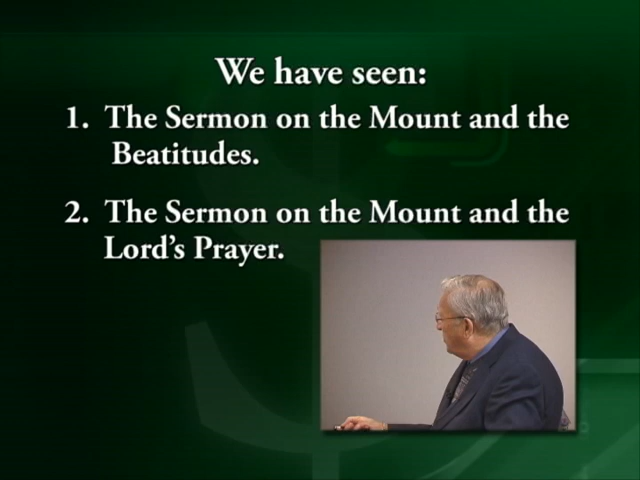 We have seen:
1. The Sermon on the Mount and the
Beatitudes.
2. The Sermon on the Mount and the
Lord's Prayer.